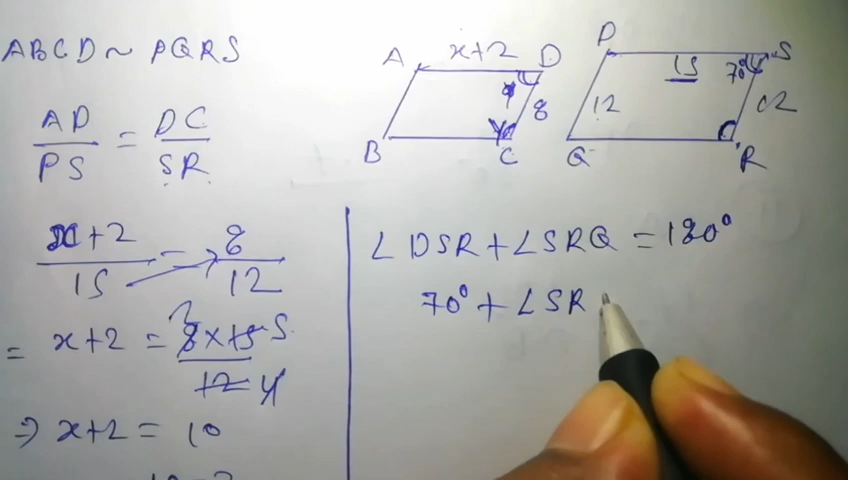 ABCD ~ PQRS
AD/PS = DC/SR
x+2/15 = 8/12
= x+2 = 8×15/12
⇒ x+2 = 10
A x+2 D
8
B C
P 15 S
70°
12 12
Q R
∠DSR + ∠SRQ = 180°
70° + ∠SR